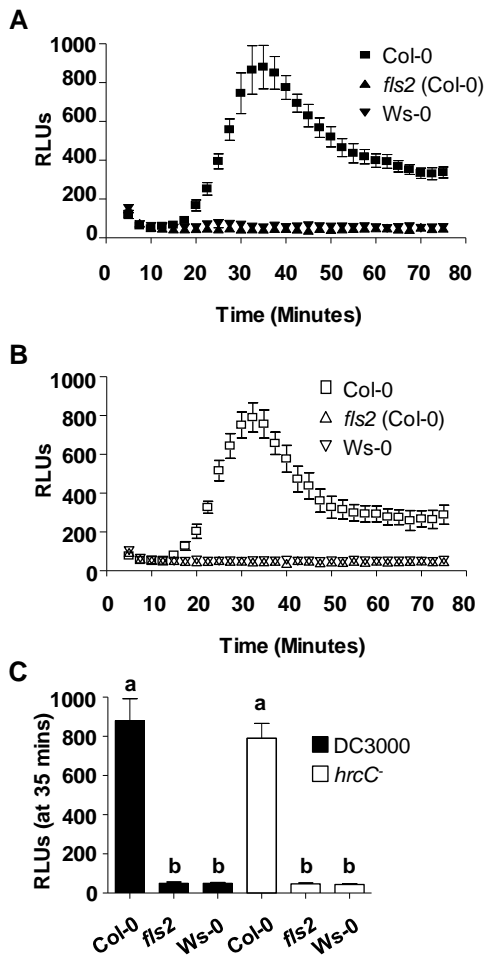 A
1000
800
600
400
200
0
RLUs
Col-0
fls2 (Col-0)
Ws-0
0 10 20 30 40 50 60 70 80
Time (Minutes)
B
1000
800
600
400
200
0
RLUs
Col-0
fls2 (Col-0)
Ws-0
0 10 20 30 40 50 60 70 80
Time (Minutes)
C
1000
800
600
400
200
0
RLUs (at 35 mins)
a b b a b b
DC3000
hrcC-
Col-0 fls2 Ws-0 Col-0 fls2 Ws-0